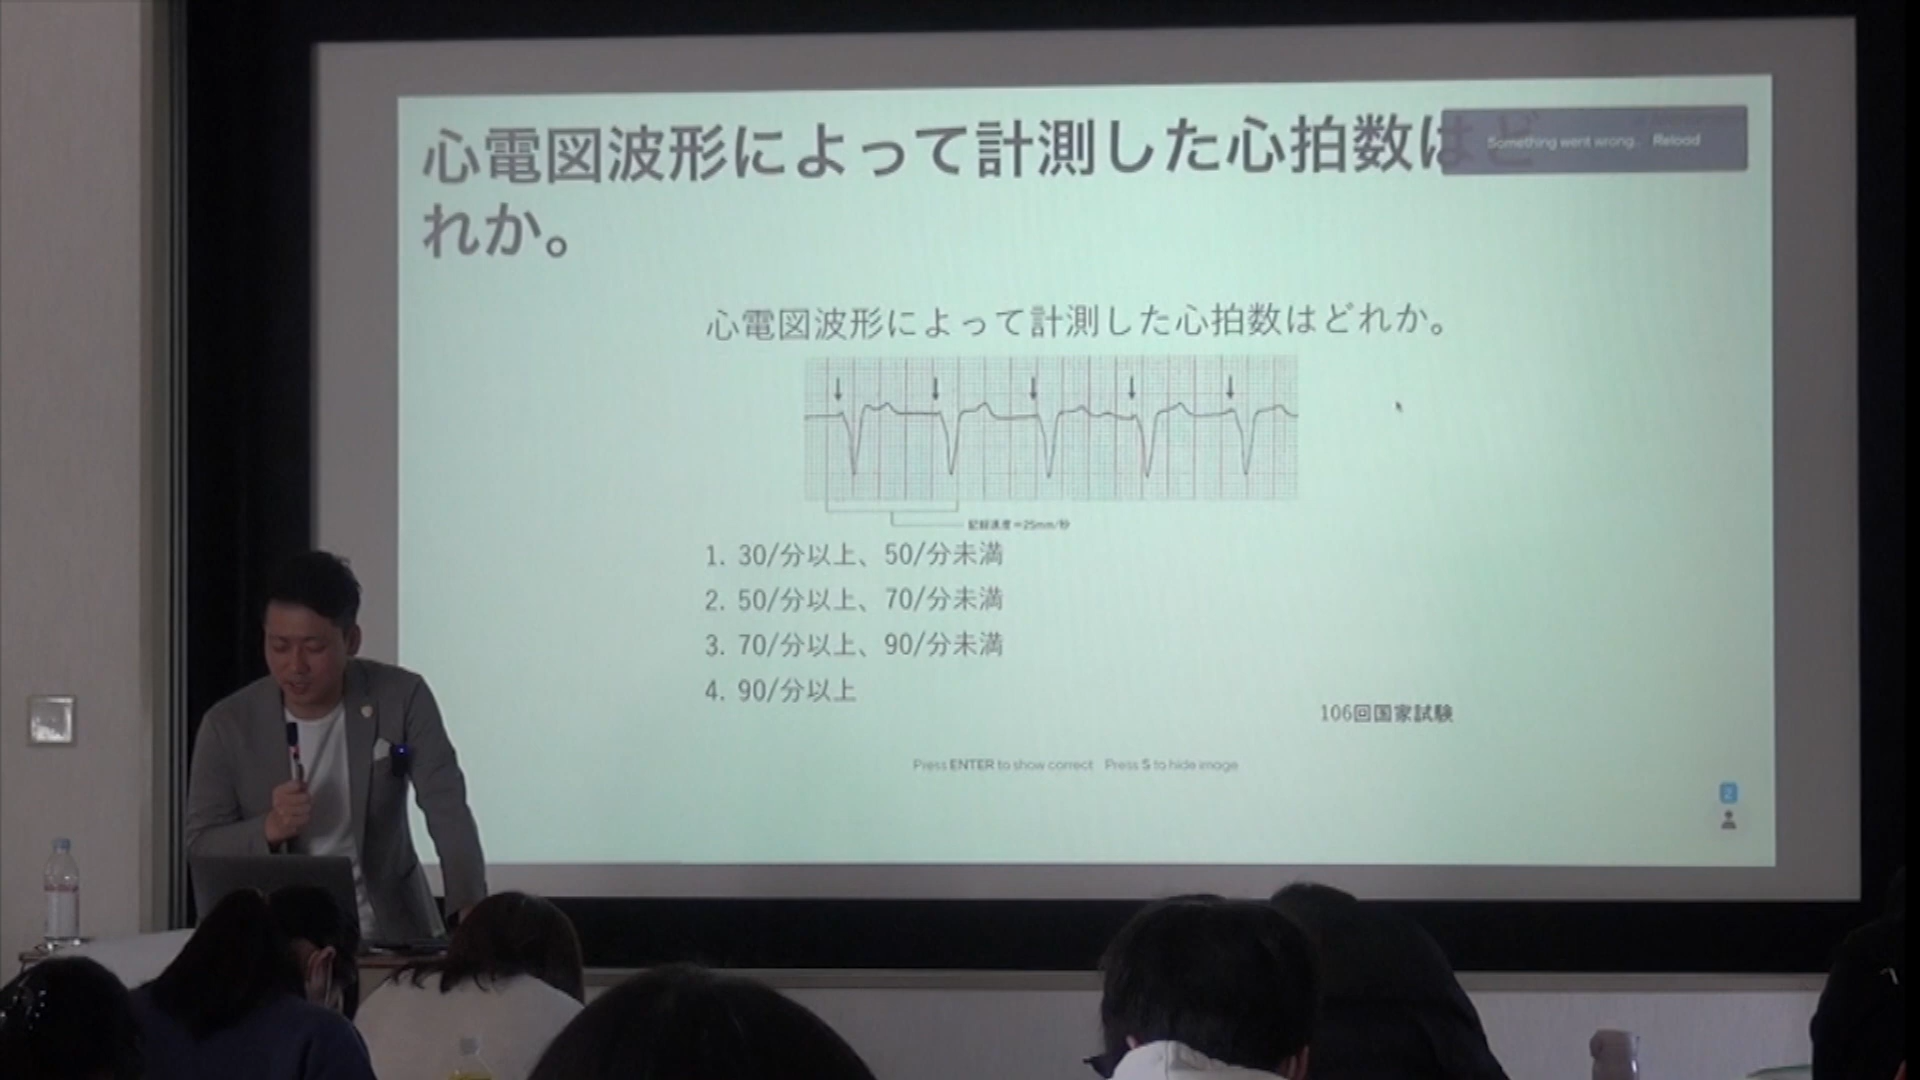 心電図波形によって計測した心拍数はど
れか。
Something went wrong. Reload
心電図波形によって計測した心拍数はどれか。
記録速度=25mm/秒
1. 30/分以上、50/分未満
2. 50/分以上、70/分未満
3. 70/分以上、90/分未満
4. 90/分以上
106回国家試験
Press ENTER to show correct Press S to hide image
2